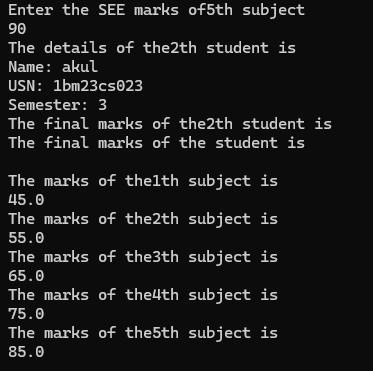 Enter the SEE marks of5th subject
90
The details of the2th student is
Name: akul
USN: 1bm23cs023
Semester: 3
The final marks of the2th student is
The final marks of the student is

The marks of the1th subject is
45.0
The marks of the2th subject is
55.0
The marks of the3th subject is
65.0
The marks of the4th subject is
75.0
The marks of the5th subject is
85.0